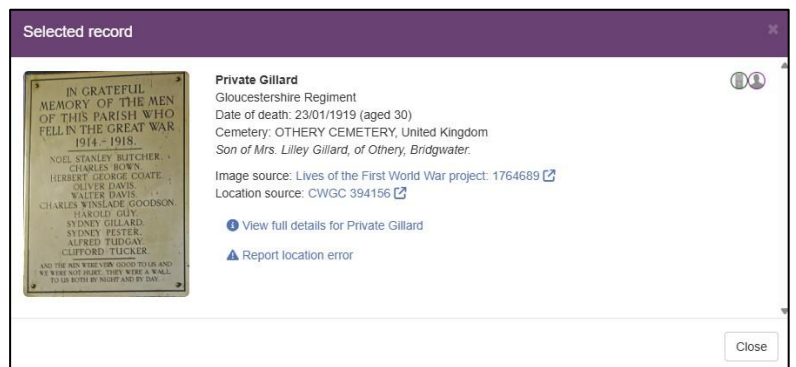 Selected record
×
IN GRATEFUL
MEMORY OF THE MEN
OF THIS PARISH WHO
FELL IN THE GREAT WAR
1914.-1918.
NOEL STANLEY BUTCHER.
CHARLES BOWN.
HERBERT GEORGE COATE.
OLIVER DAVIS.
WALTER DAVIS.
CHARLES WINSLADE GOODSON.
HAROLD GUY.
SYDNEY GILLARD.
SYDNEY PESTER.
ALFRED TUDGAY.
CLIFFORD TUCKER.
AND THE MEN WERE VERY GOOD TO US AND
WE WERE NOT HURT. THEY WERE A WALL
TO US BOTH BY NIGHT AND BY DAY.
Private Gillard
Gloucestershire Regiment
Date of death: 23/01/1919 (aged 30)
Cemetery: OTHERY CEMETERY, United Kingdom
Son of Mrs. Lilley Gillard, of Othery, Bridgwater.
Image source: Lives of the First World War project: 1764689
Location source: CWGC 394156
View full details for Private Gillard
Report location error
Close